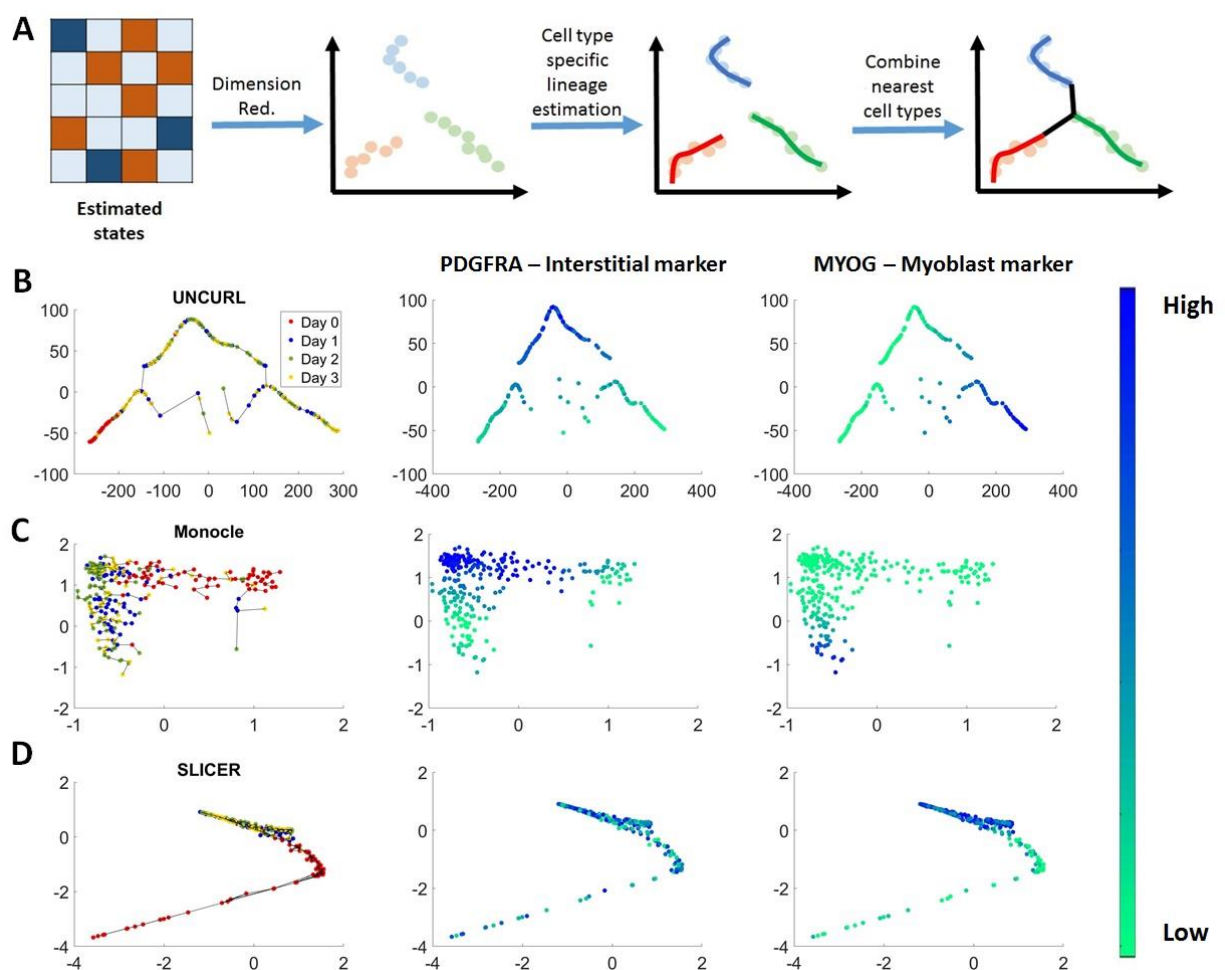 A
Estimated
states
Dimension
Red.
Cell type
specific
lineage
estimation
Combine
nearest
cell types
PDGFRA – Interstitial marker
MYOG – Myoblast marker
B
UNCURL
Day 0
Day 1
Day 2
Day 3
100
50
0
-50
-100
-200 -100 0 100 200 300
100
50
0
-50
-100
-400 -200 0 200 400
100
50
0
-50
-100
-400 -200 0 200 400
High
Low
C
Monocle
2
1
0
-1
-2
-1 0 1 2
2
1
0
-1
-2
-1 0 1 2
2
1
0
-1
-2
-1 0 1 2
D
SLICER
2
0
-2
-4
-4 -2 0 2
2
0
-2
-4
-4 -2 0 2
2
0
-2
-4
-4 -2 0 2